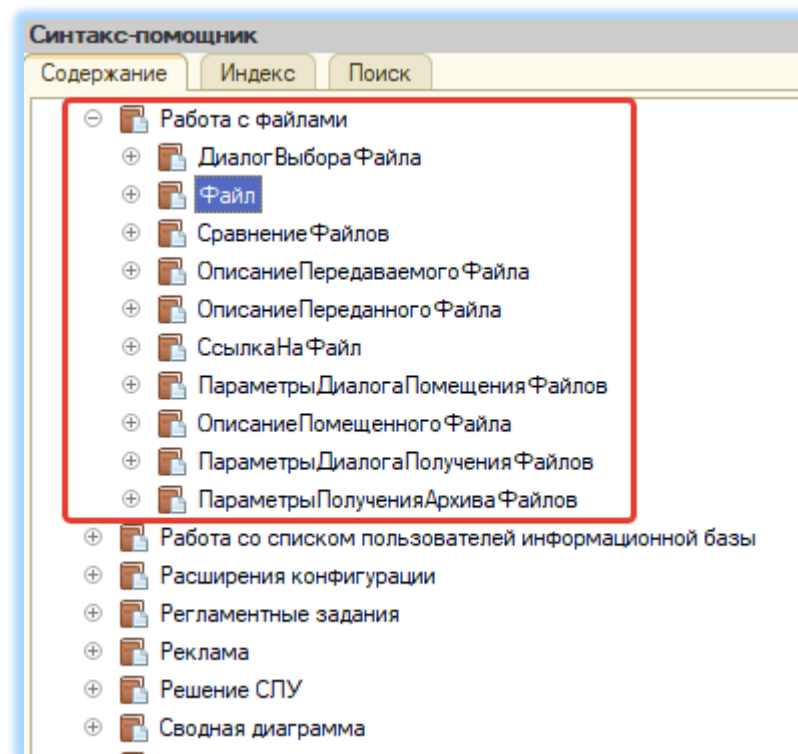 Синтакс-помощник
Содержание Индекс Поиск
Работа с файлами
ДиалогВыбораФайла
Файл
СравнениеФайлов
ОписаниеПередаваемогоФайла
ОписаниеПереданногоФайла
СсылкаНаФайл
ПараметрыДиалогаПомещенияФайлов
ОписаниеПомещенногоФайла
ПараметрыДиалогаПолученияФайлов
ПараметрыПолученияАрхиваФайлов
Работа со списком пользователей информационной базы
Расширения конфигурации
Регламентные задания
Реклама
Решение СЛУ
Сводная диаграмма